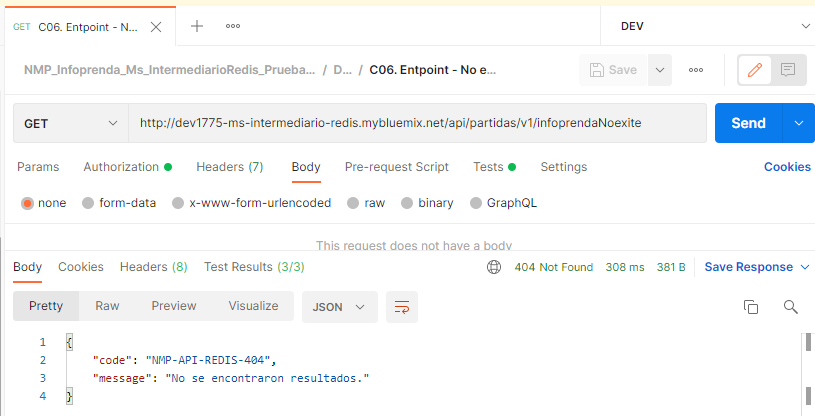 GET C06. Entpoint - N...
DEV
NMP_Infoprenda_Ms_IntermediarioRedis_Prueba... / D... / C06. Entpoint - No e...
Save
GET
http://dev1775-ms-intermediario-redis.mybluemix.net/api/partidas/v1/infoprendaNoexite
Send
Params Authorization Headers (7) Body Pre-request Script Tests Settings Cookies
none form-data x-www-form-urlencoded raw binary GraphQL
This request does not have a body
Body Cookies Headers (8) Test Results (3/3) 404 Not Found 308 ms 381 B Save Response
Pretty Raw Preview Visualize JSON
1 {
2 "code": "NMP-API-REDIS-404",
3 "message": "No se encontraron resultados."
4 }